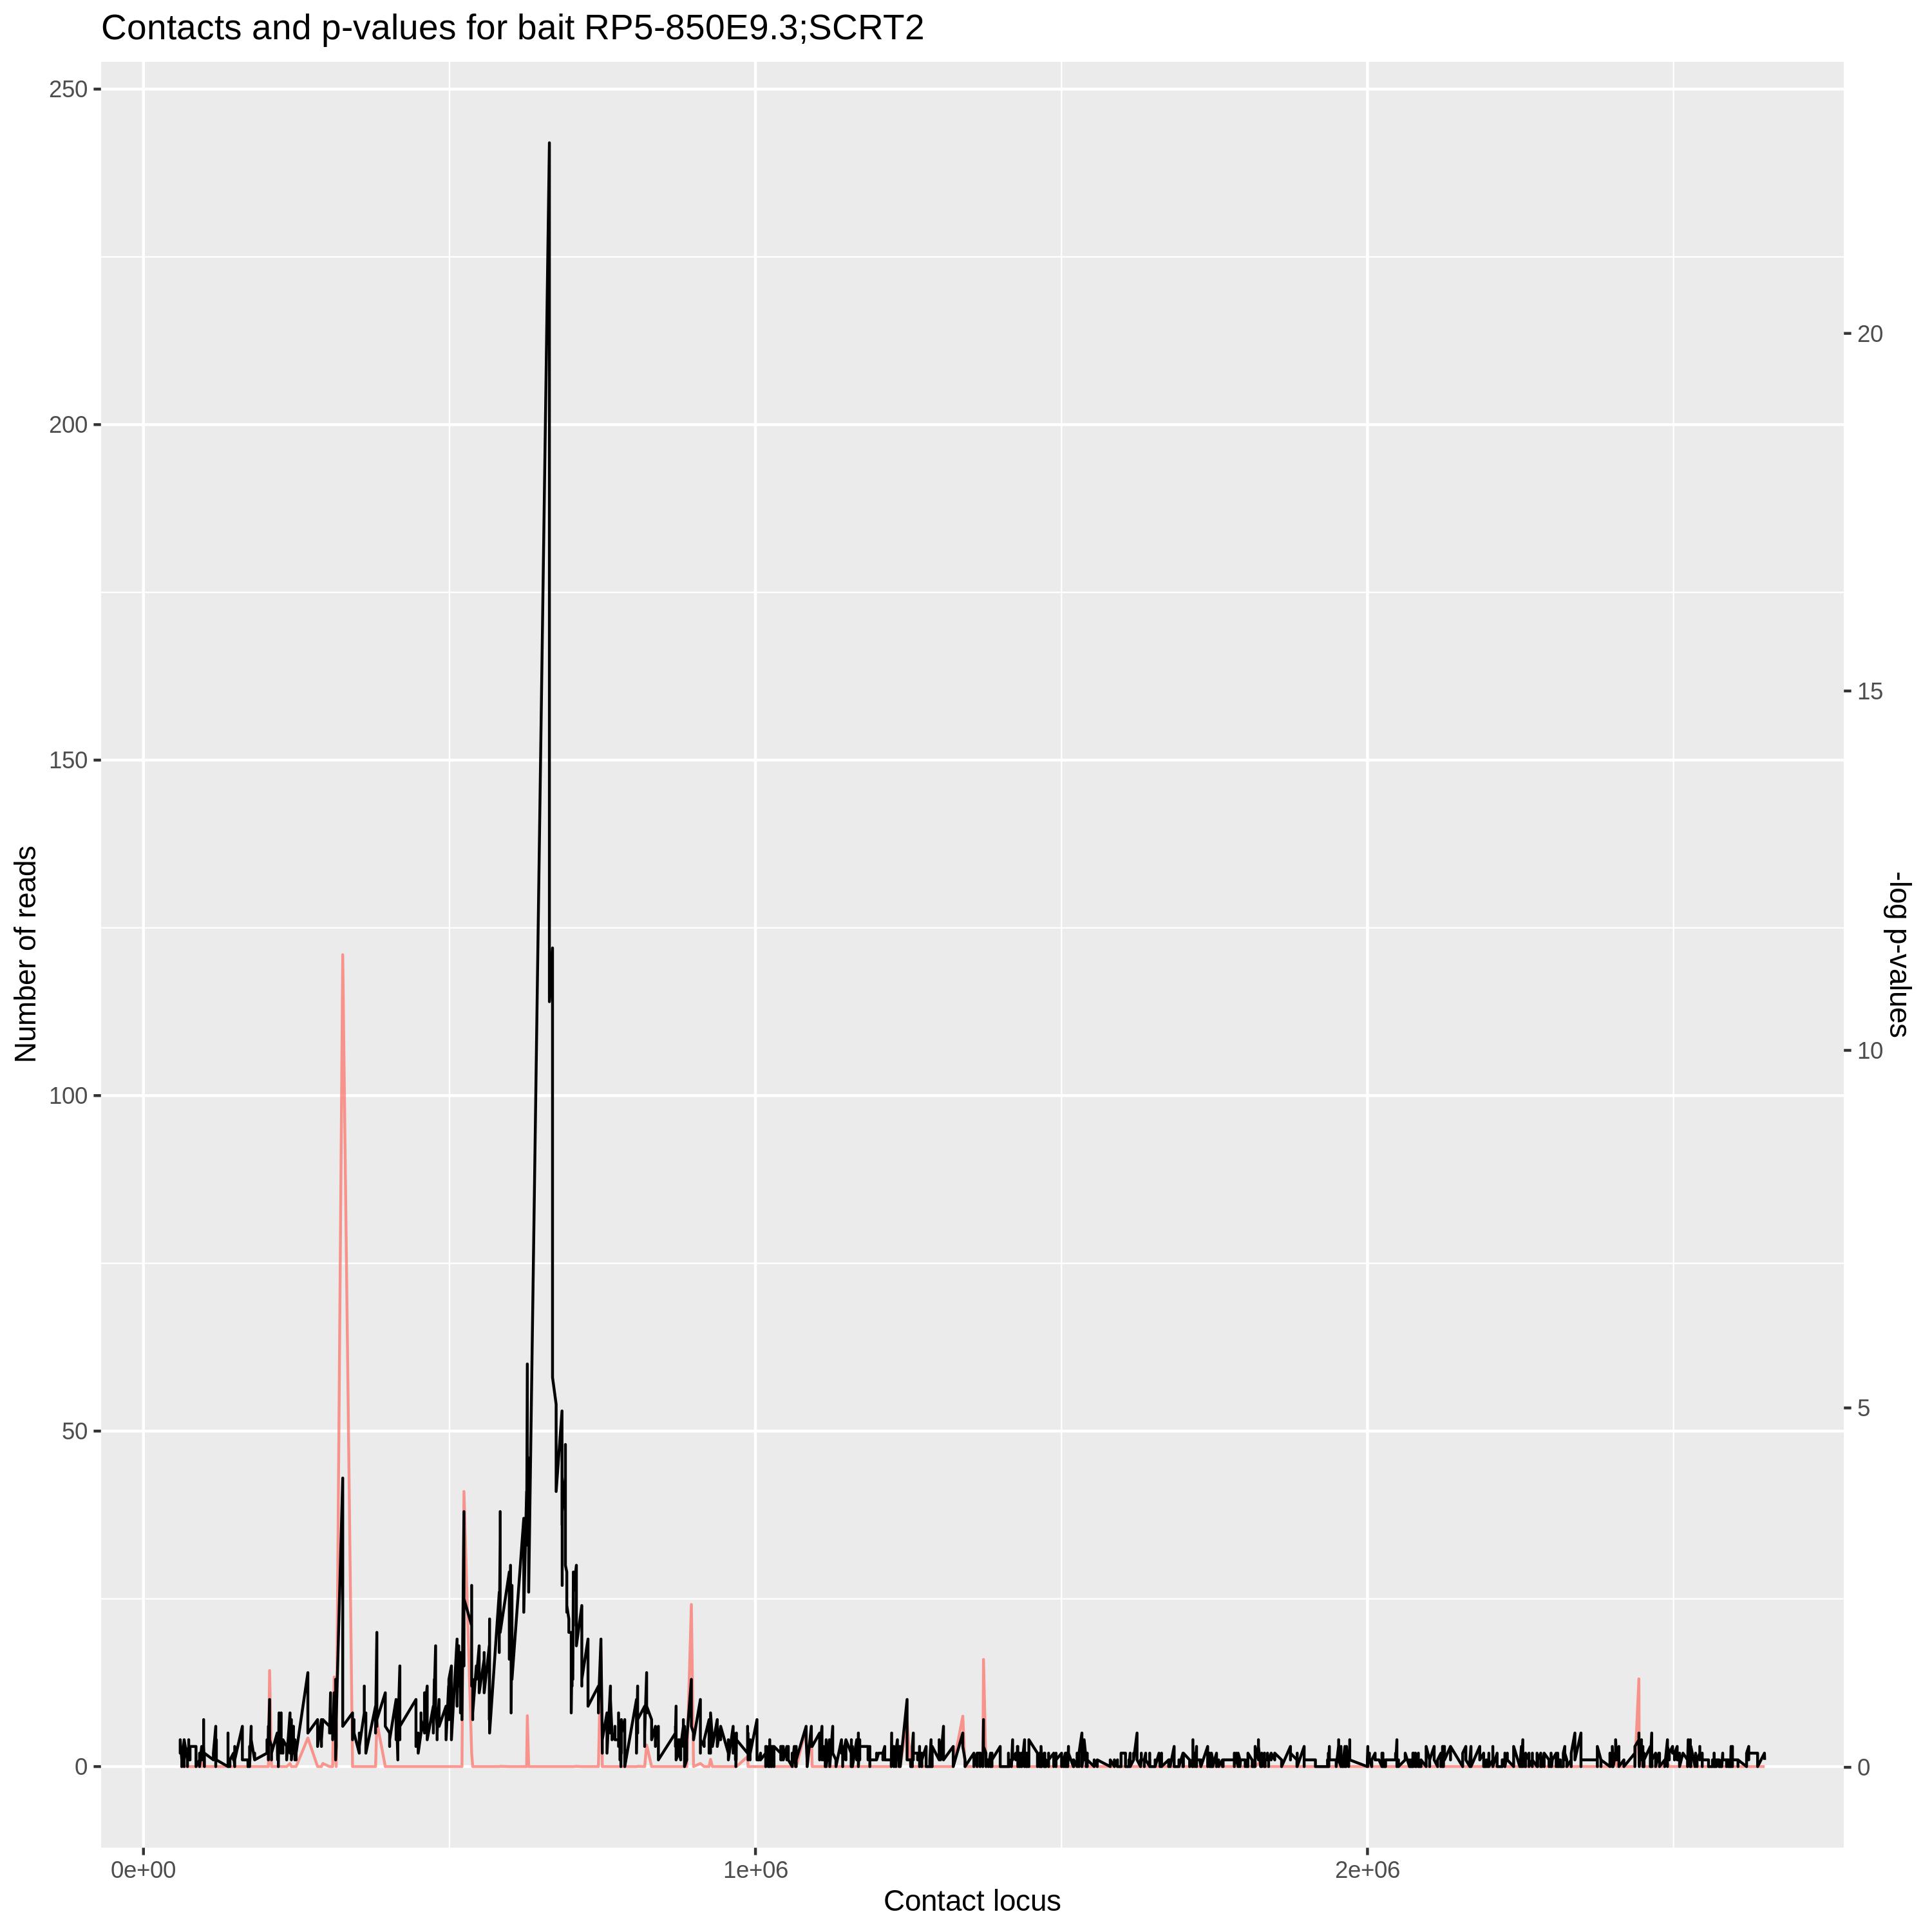 Contacts and p-values for bait RP5-850E9.3;SCRT2
250
200
150
100
50
0
Number of reads
20
15
10
5
0
-log p-values
0e+00 1e+06 2e+06
Contact locus